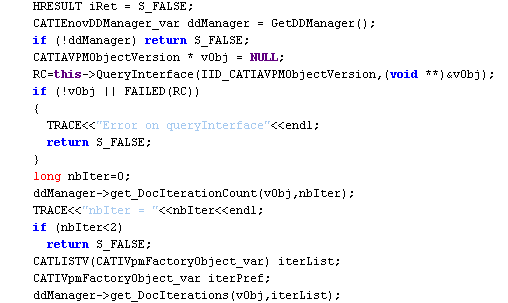 HRESULT iRet = S_FALSE;
CATIEnovDDManager_var ddManager = GetDDManager();
if (!ddManager) return S_FALSE;
CATIAVPMObjectVersion * vObj = NULL;
RC=this->QueryInterface(IID_CATIAVPMObjectVersion,(void **)&vObj);
if (!vObj || FAILED(RC))
{
TRACE<<"Error on queryInterface"<<endl;
return S_FALSE;
}
long nbIter=0;
ddManager->get_DocIterationCount(vObj,nbIter);
TRACE<<"nbIter = "<<nbIter<<endl;
if (nbIter<2)
return S_FALSE;
CATLISTV(CATIVpmFactoryObject_var) iterList;
CATIVpmFactoryObject_var iterPref;
ddManager->get_DocIterations(vObj,iterList);